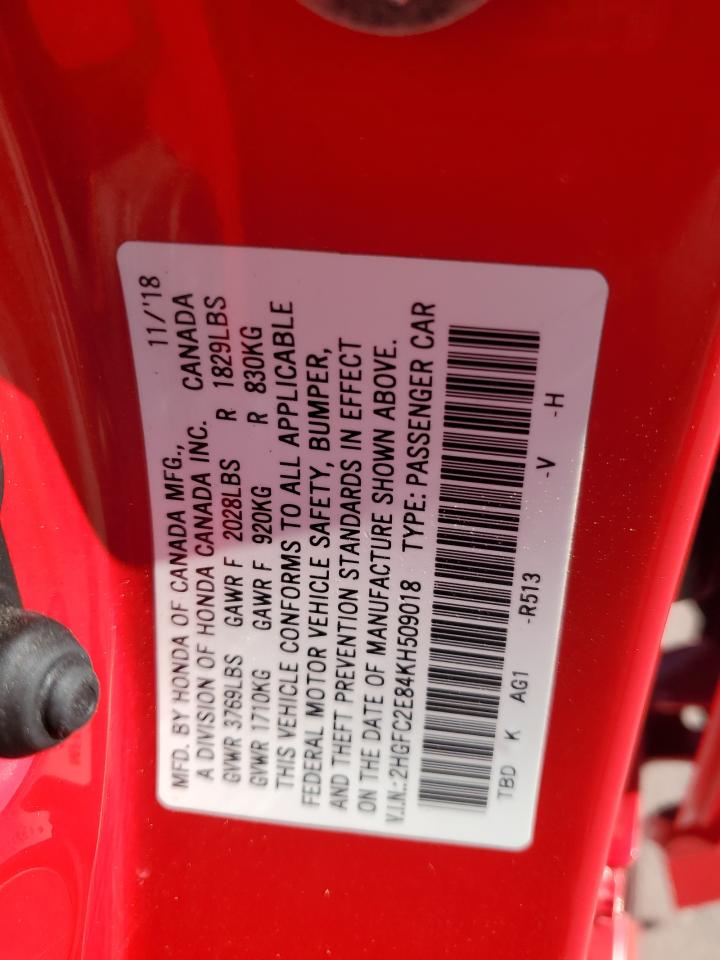 MFD. BY HONDA OF CANADA MFG., 11/'18
A DIVISION OF HONDA CANADA INC. CANADA
GVWR 3769LBS GAWR F 2028LBS R 1829LBS
GVWR 1710KG GAWR F 920KG R 830KG
THIS VEHICLE CONFORMS TO ALL APPLICABLE
FEDERAL MOTOR VEHICLE SAFETY, BUMPER,
AND THEFT PREVENTION STANDARDS IN EFFECT
ON THE DATE OF MANUFACTURE SHOWN ABOVE.
V.I.N.:2HGFC2E84KH509018 TYPE: PASSENGER CAR
TBD K AG1 -R513 -V -H